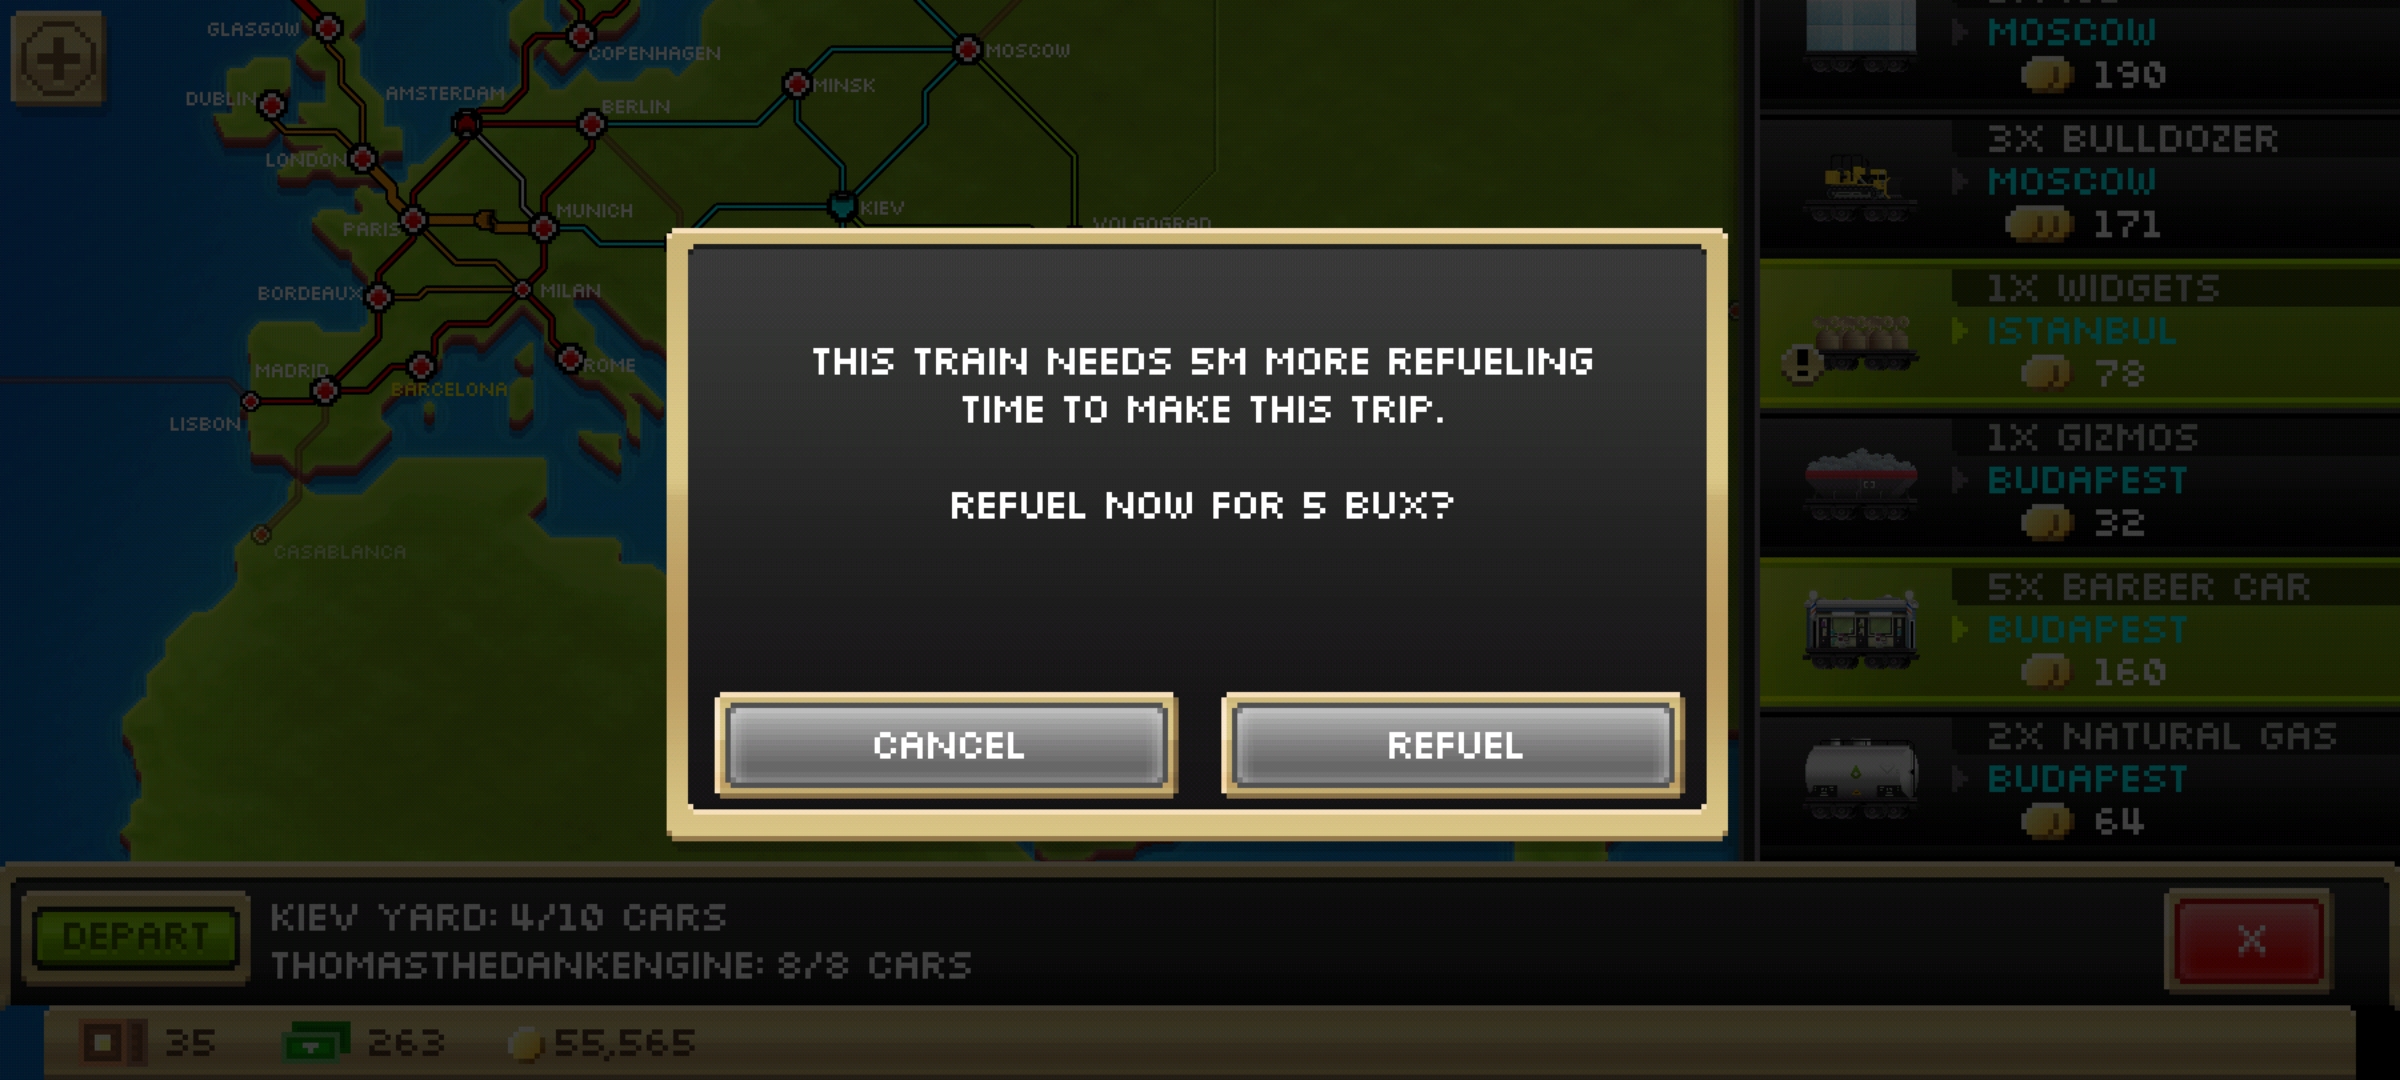 GLASGOW
COPENHAGEN
MOSCOW
MINSK
DUBLIN
AMSTERDAM
BERLIN
LONDON
MUNICH
KIEV
PARIS
VOLGOGRAD
BORDEAUX
MILAN
MADRID
ROME
BARCELONA
LISBON
CASABLANCA
THIS TRAIN NEEDS 5M MORE REFUELING
TIME TO MAKE THIS TRIP.
REFUEL NOW FOR 5 BUX?
CANCEL
REFUEL
MOSCOW
190
3X BULLDOZER
MOSCOW
171
1X WIDGETS
ISTANBUL
78
1X GIZMOS
BUDAPEST
32
5X BARBER CAR
BUDAPEST
160
2X NATURAL GAS
BUDAPEST
64
DEPART
KIEV YARD: 4/10 CARS
THOMASTHEDANKENGINE: 8/8 CARS
X
35
263
55,565